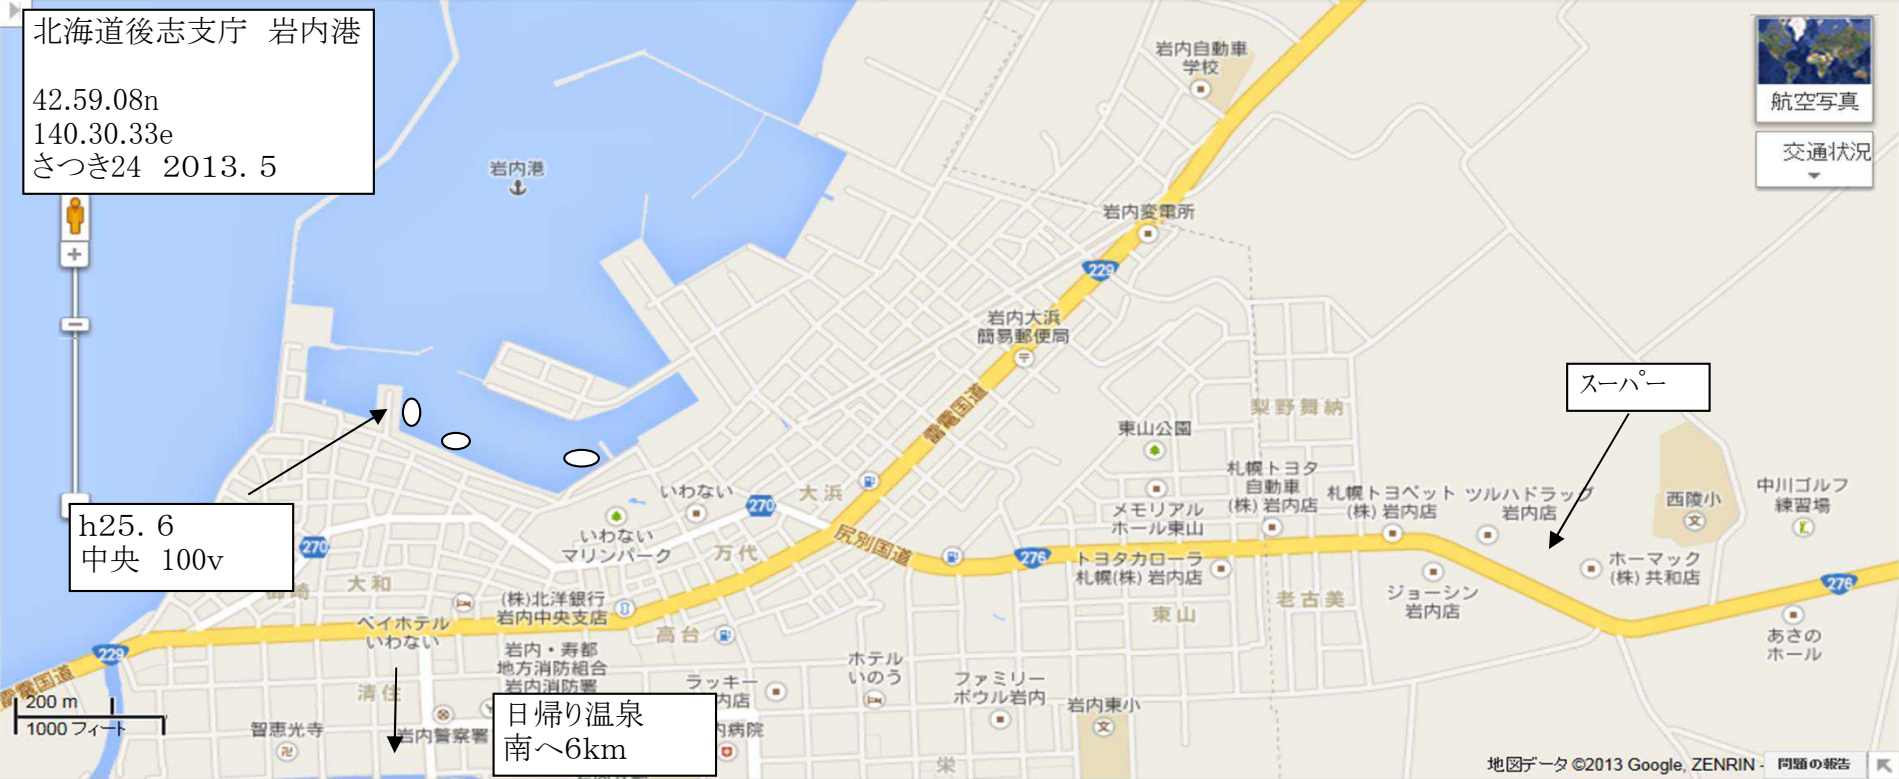 北海道後志支庁　岩内港
42.59.08n
140.30.33e
さつき24　2013. 5
岩内港
岩内自動車
学校
航空写真
交通状況
岩内変電所
229
岩内大浜
簡易郵便局
雷電国道
スーパー
梨野舞納
東山公園
札幌トヨタ
自動車
(株) 岩内店
札幌トヨペット
(株) 岩内店
ツルハドラッグ
岩内店
西陵小
中川ゴルフ
練習場
メモリアル
ホール東山
いわない
大浜
270
いわない
マリンパーク
万代
尻別国道
276
トヨタカローラ
札幌(株) 岩内店
ホーマック
(株) 共和店
ジョーシン
岩内店
276
あさの
ホール
東山
老古美
h25. 6
中央　100v
270
大和
ベイホテル
いわない
(株)北洋銀行
岩内中央支店
高台
岩内・寿都
地方消防組合
岩内消防署
229
雷電国道
清住
ラッキー
内店
ホテル
いのう
ファミリー
ボウル岩内
岩内東小
200 m
1000 フィート
智恵光寺
岩内警察署
日帰り温泉
南へ6km
内病院
栄
地図データ ©2013 Google, ZENRIN -
問題の報告